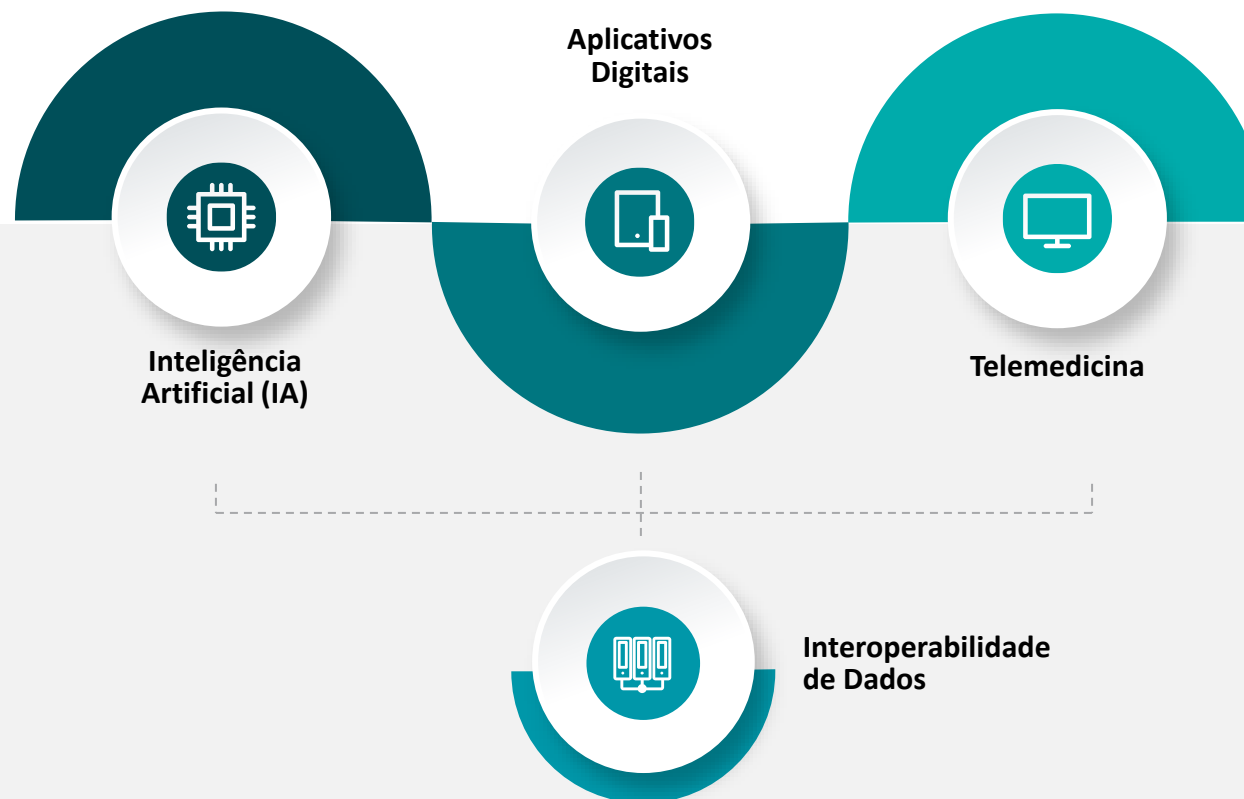 Aplicativos
Digitais
Inteligência
Artificial (IA)
Telemedicina
Interoperabilidade
de Dados